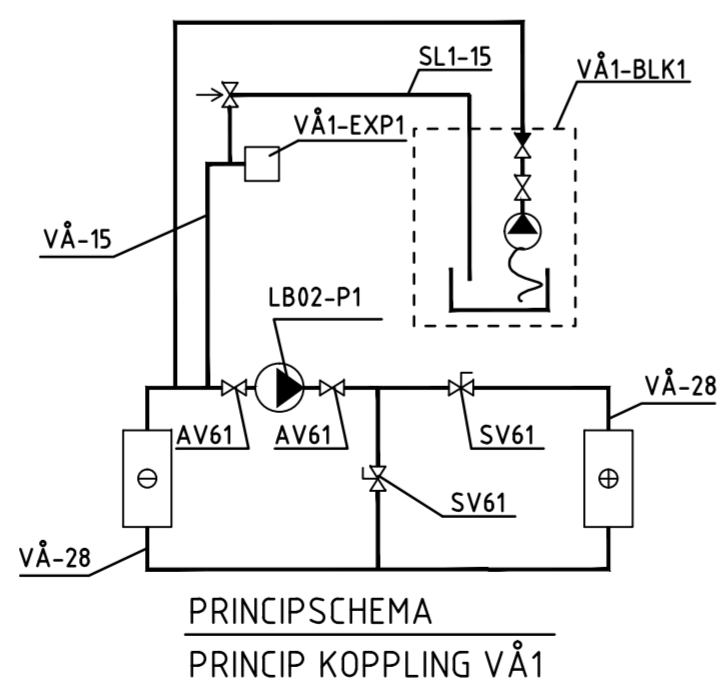 SL1-15
VÅ1-BLK1
VÅ1-EXP1
VÅ-15
LB02-P1
VÅ-28
AV61
AV61
SV61
SV61
VÅ-28
PRINCIPSCHEMA
PRINCIP KOPPLING VÅ1